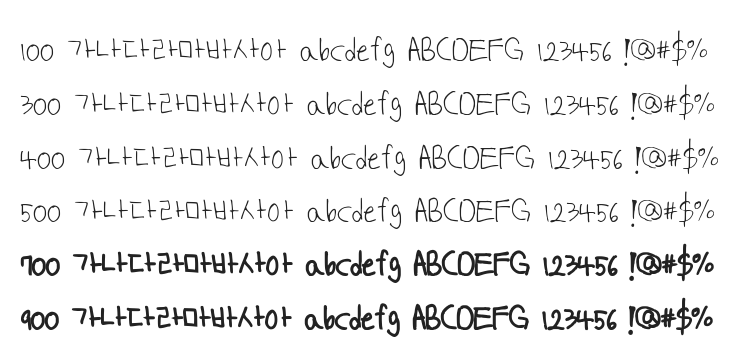 100 가나다라마바사아 abcdefg ABCDEFG 123456 !@#$%
300 가나다라마바사아 abcdefg ABCDEFG 123456 !@#$%
400 가나다라마바사아 abcdefg ABCDEFG 123456 !@#$%
500 가나다라마바사아 abcdefg ABCDEFG 123456 !@#$%
700 가나다라마바사아 abcdefg ABCDEFG 123456 !@#$%
900 가나다라마바사아 abcdefg ABCDEFG 123456 !@#$%